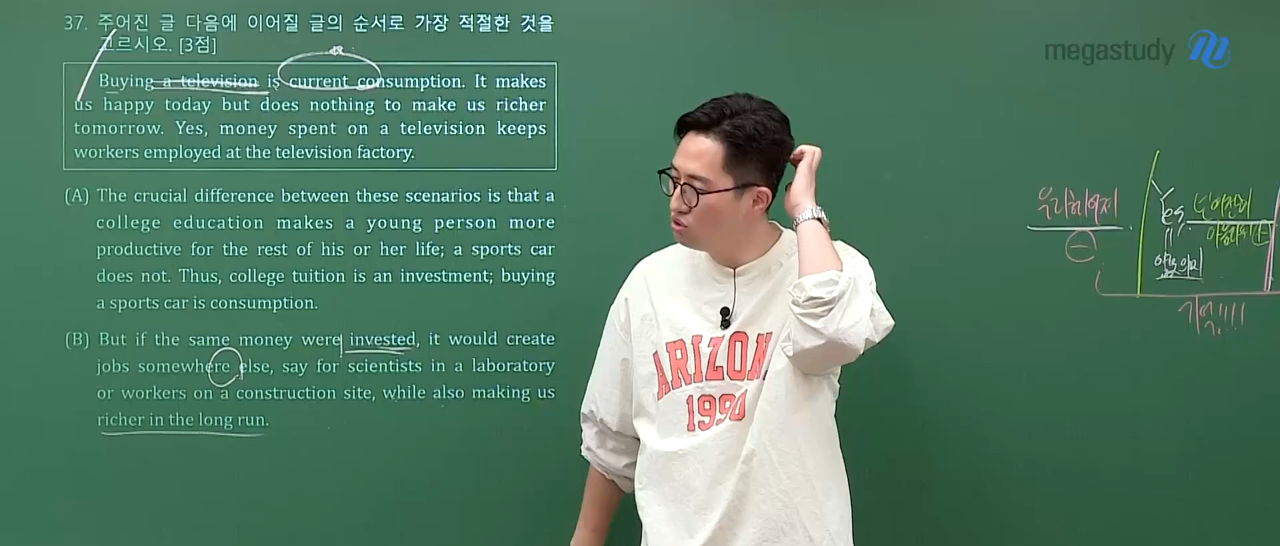 37. 주어진 글 다음에 이어질 글의 순서로 가장 적절한 것을
고르시오. [3점]
Buying a television is current consumption. It makes
us happy today but does nothing to make us richer
tomorrow. Yes, money spent on a television keeps
workers employed at the television factory.
(A) The crucial difference between these scenarios is that a
college education makes a young person more
productive for the rest of his or her life; a sports car
does not. Thus, college tuition is an investment; buying
a sports car is consumption.
(B) But if the same money were invested, it would create
jobs somewhere else, say for scientists in a laboratory
or workers on a construction site, while also making us
richer in the long run.
megastudy
ARIZON
1990
Yes